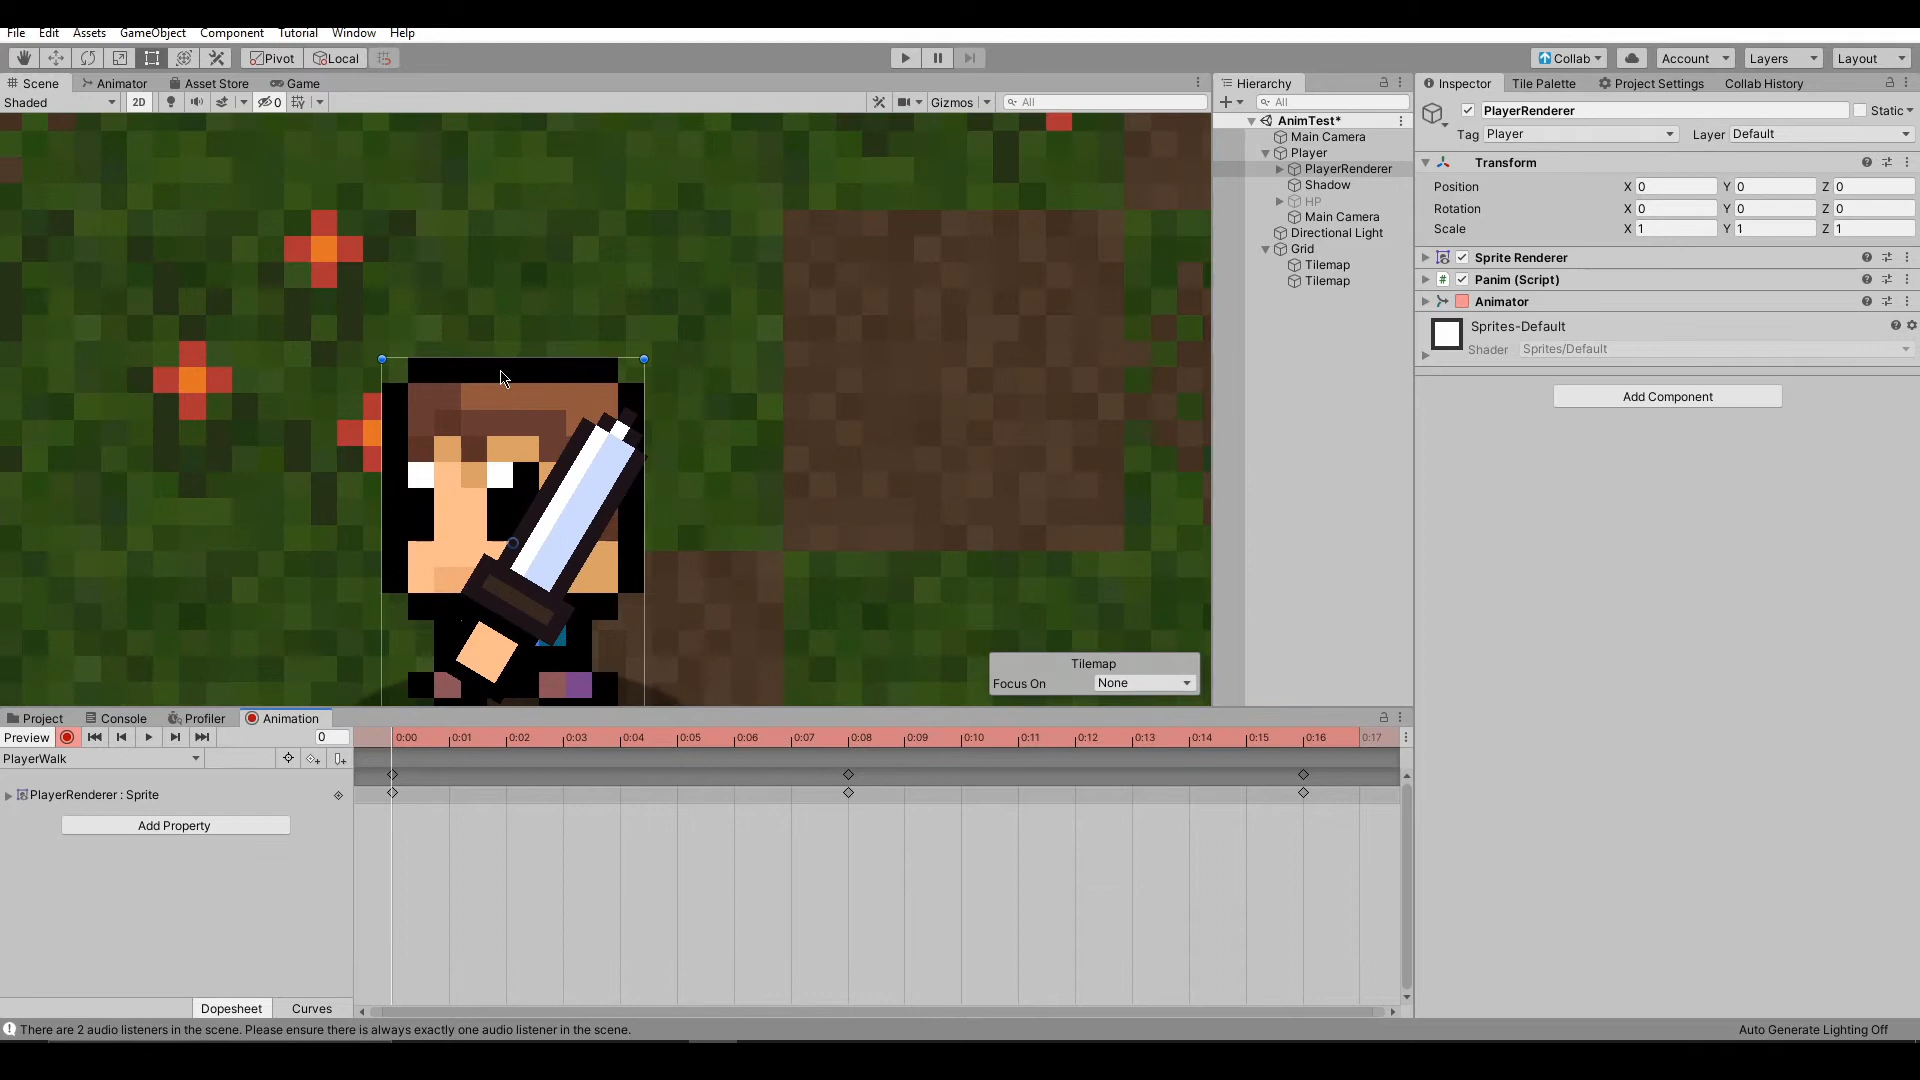 File Edit Assets GameObject Component Tutorial Window Help
Pivot Local Collab Account Layers Layout
Scene Animator Asset Store Game Hierarchy Inspector Tile Palette Project Settings Collab History
Shaded 2D 0 Gizmos All All
PlayerRenderer Static
Tag Player Layer Default
AnimTest*
Main Camera
Player
PlayerRenderer
Shadow
HP
Main Camera
Directional Light
Grid
Tilemap
Tilemap
Transform
Position X 0 Y 0 Z 0
Rotation X 0 Y 0 Z 0
Scale X 1 Y 1 Z 1
Sprite Renderer
# Panim (Script)
Animator
Sprites-Default
Shader Sprites/Default
Add Component
Tilemap
Focus On None
Project Console Profiler Animation
Preview 0 0:00 0:01 0:02 0:03 0:04 0:05 0:06 0:07 0:08 0:09 0:10 0:11 0:12 0:13 0:14 0:15 0:16 0:17
PlayerWalk
PlayerRenderer : Sprite
Add Property
Dopesheet Curves
There are 2 audio listeners in the scene. Please ensure there is always exactly one audio listener in the scene. Auto Generate Lighting Off